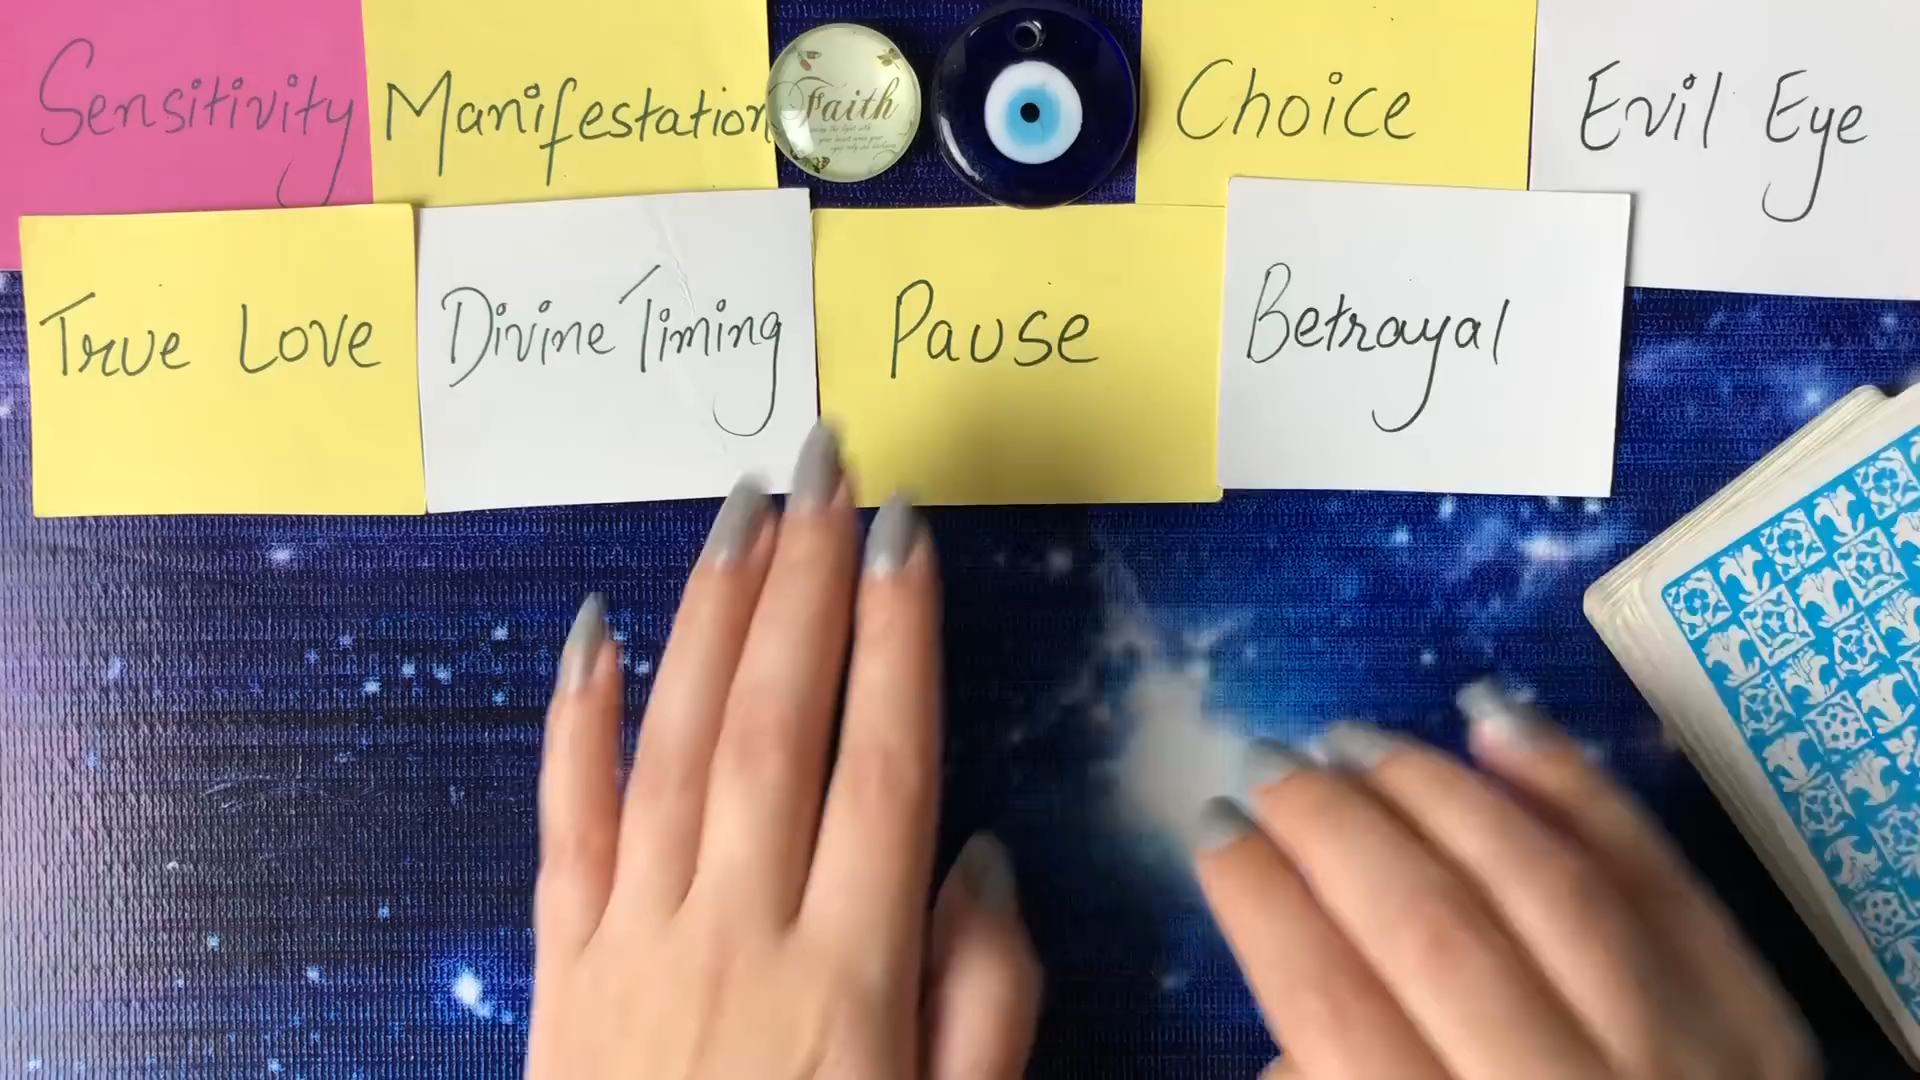 Sensitivity
Manifestation
Faith
Choice
Evil Eye
True Love
Divine Timing
Pause
Betrayal